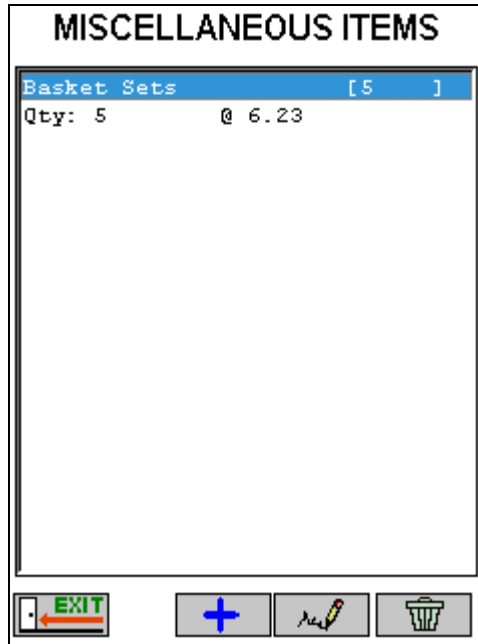 MISCELLANEOUS ITEMS
Basket Sets [5 ]
Qty: 5 @ 6.23
EXIT